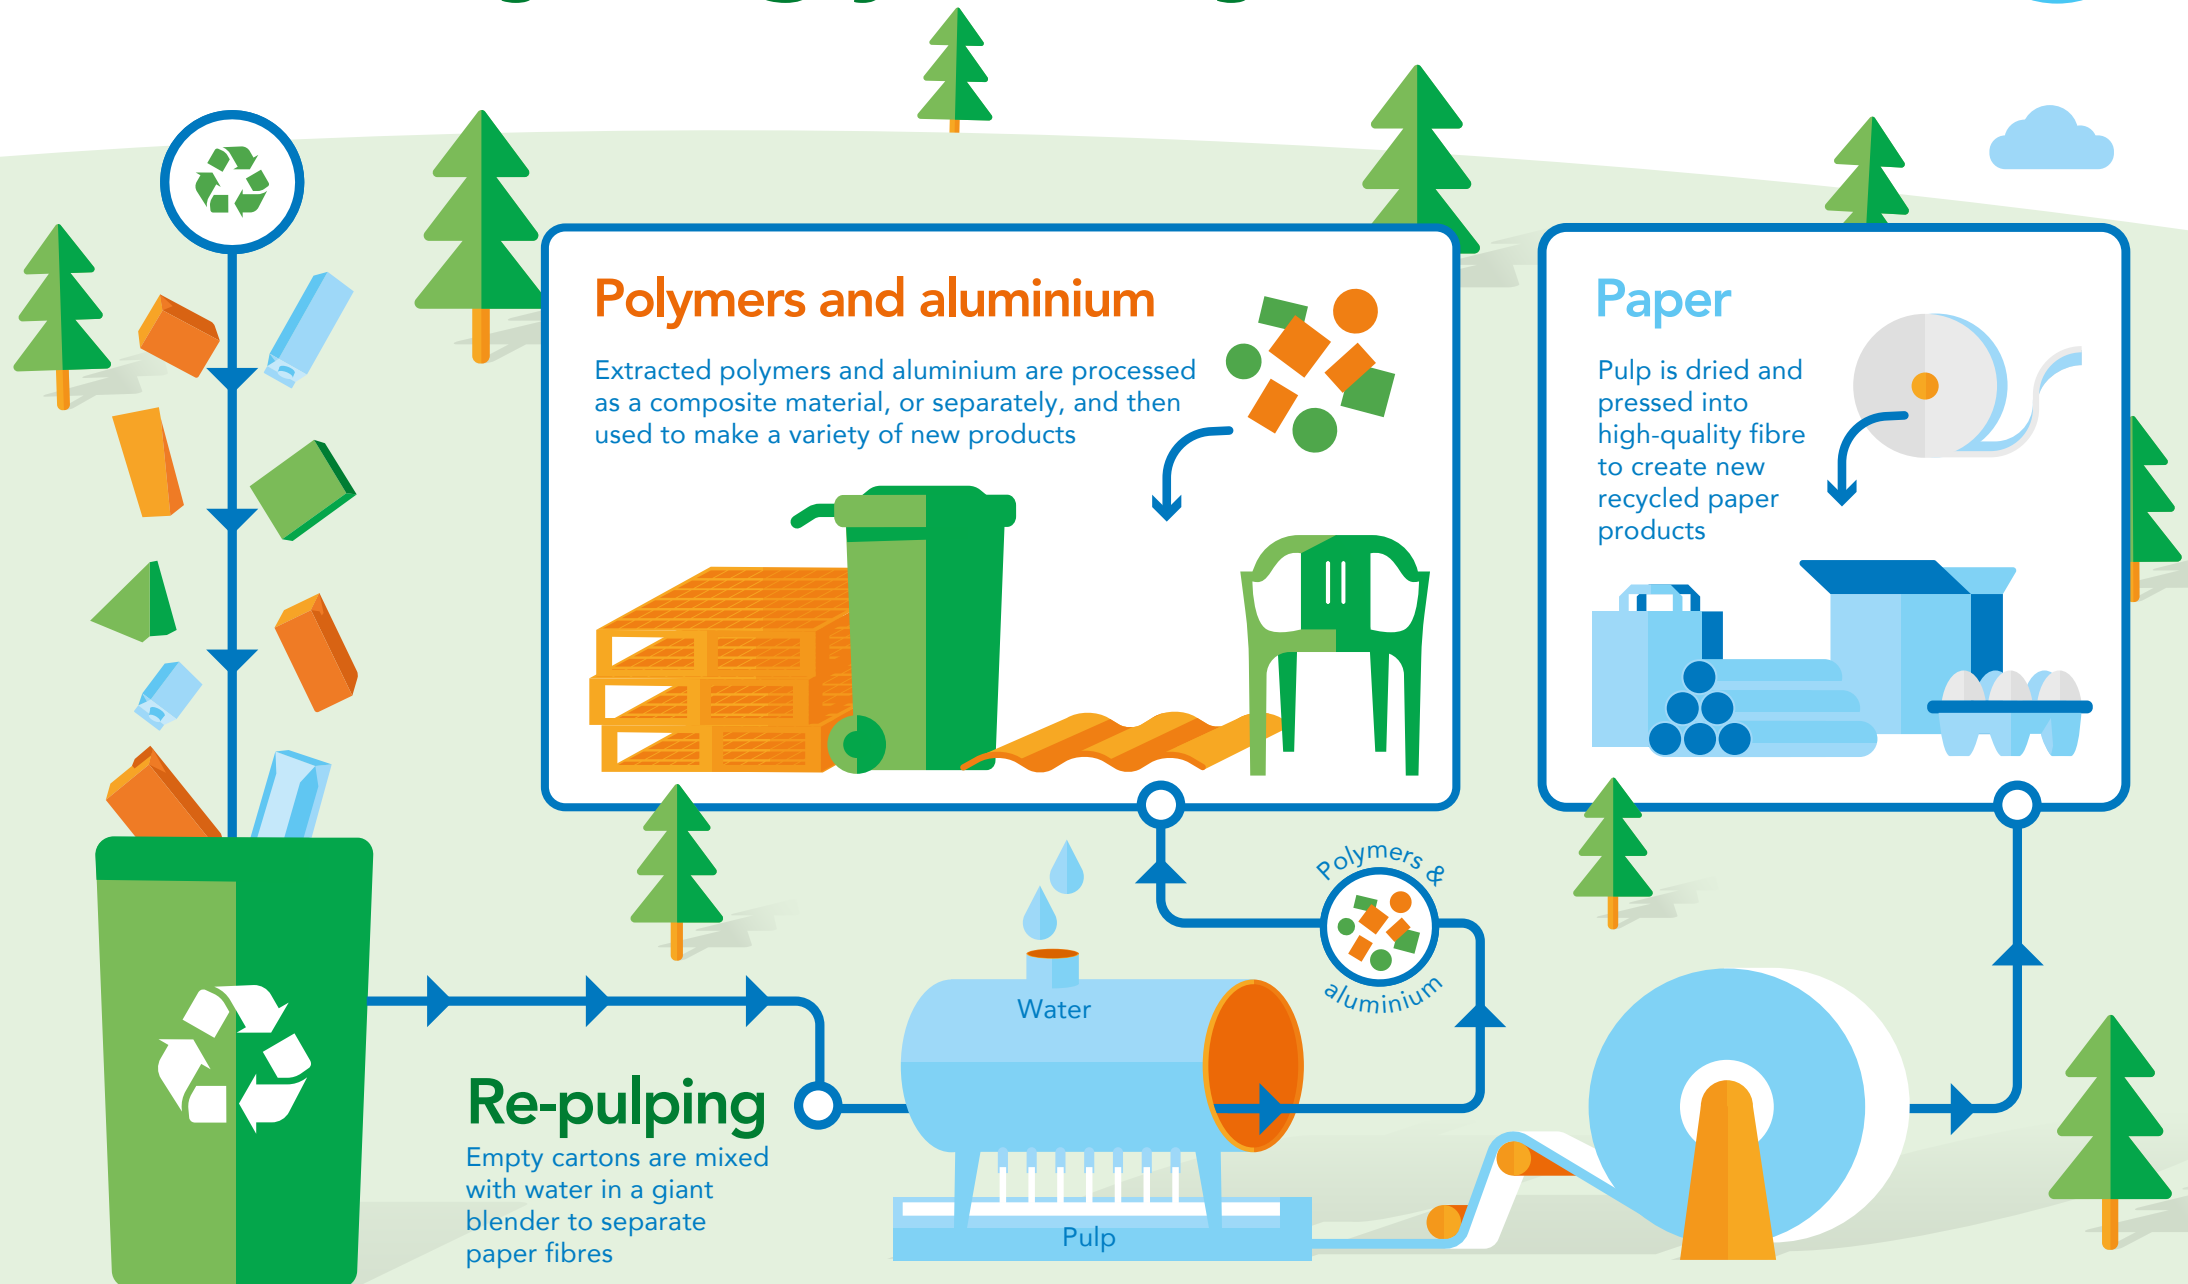 Polymers and aluminium
Extracted polymers and aluminium are processed
as a composite material, or separately, and then
used to make a variety of new products
Paper
Pulp is dried and
pressed into
high-quality fibre
to create new
recycled paper
products
Polymers &
aluminium
Water
Re-pulping
Empty cartons are mixed
with water in a giant
blender to separate
paper fibres
Pulp